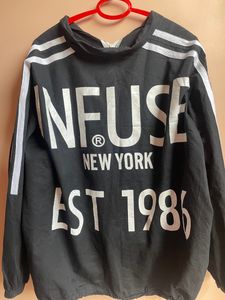 INFUSE
®
NEW YORK
EST 1986